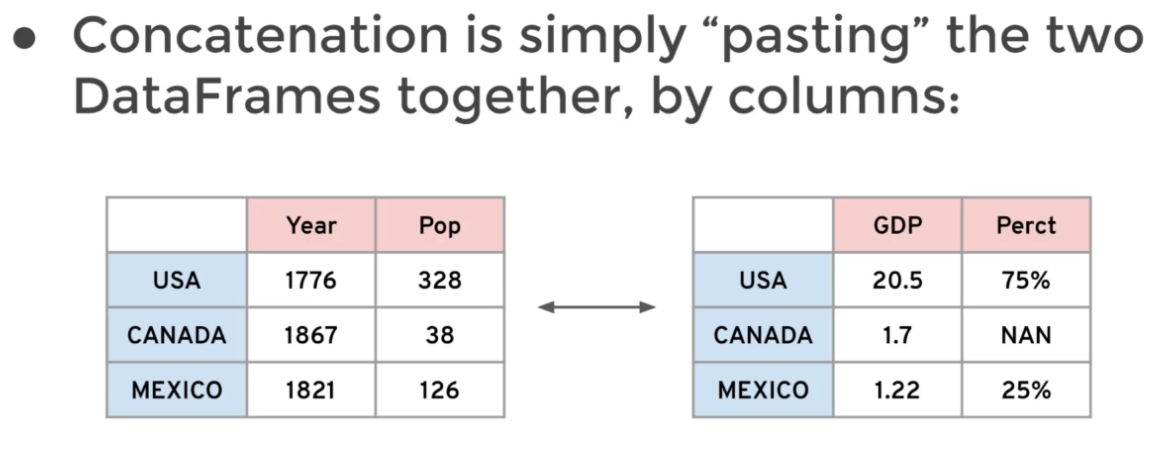 • Concatenation is simply “pasting” the two
DataFrames together, by columns:
Year Pop
USA 1776 328
CANADA 1867 38
MEXICO 1821 126
GDP Perct
USA 20.5 75%
CANADA 1.7 NAN
MEXICO 1.22 25%